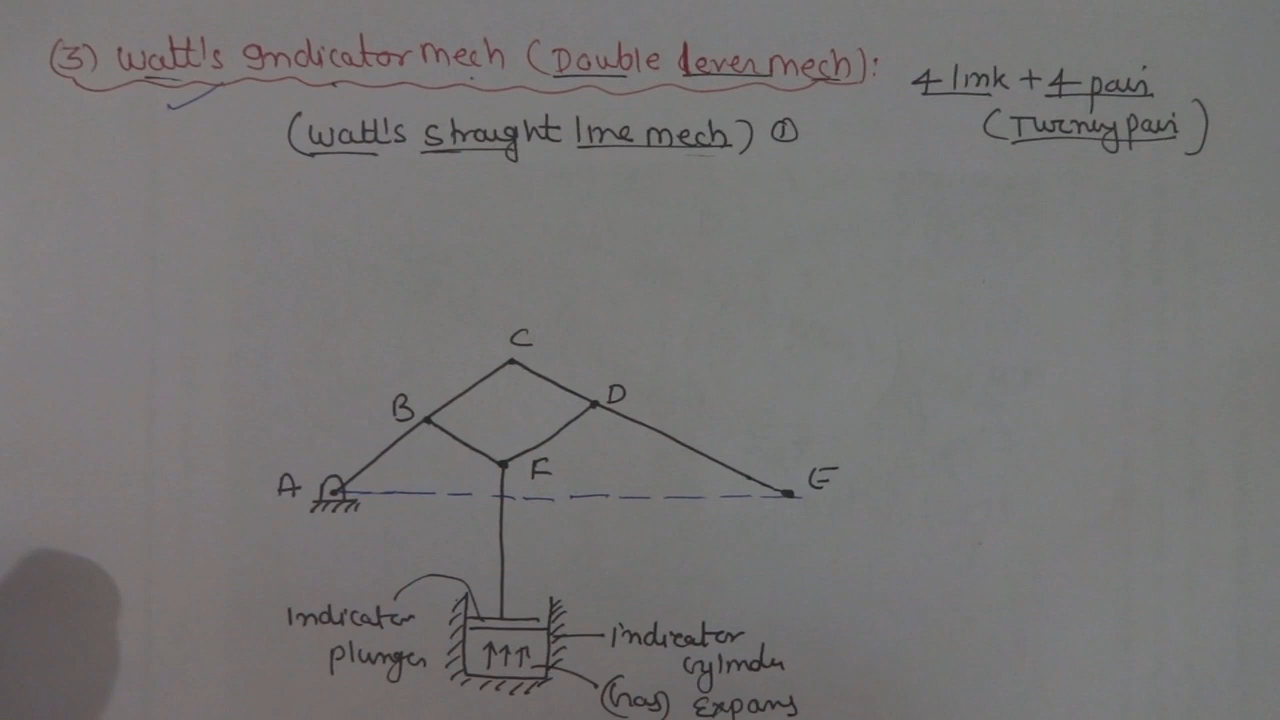 (3) Watt's Indicator mech (Double lever mech):
4 link + 4 pair
(Turning pair)
(Watt's straight line mech) ①
C
B
D
F
A
E
Indicator
plunger
indicator
cylinder
(Gas) Expans